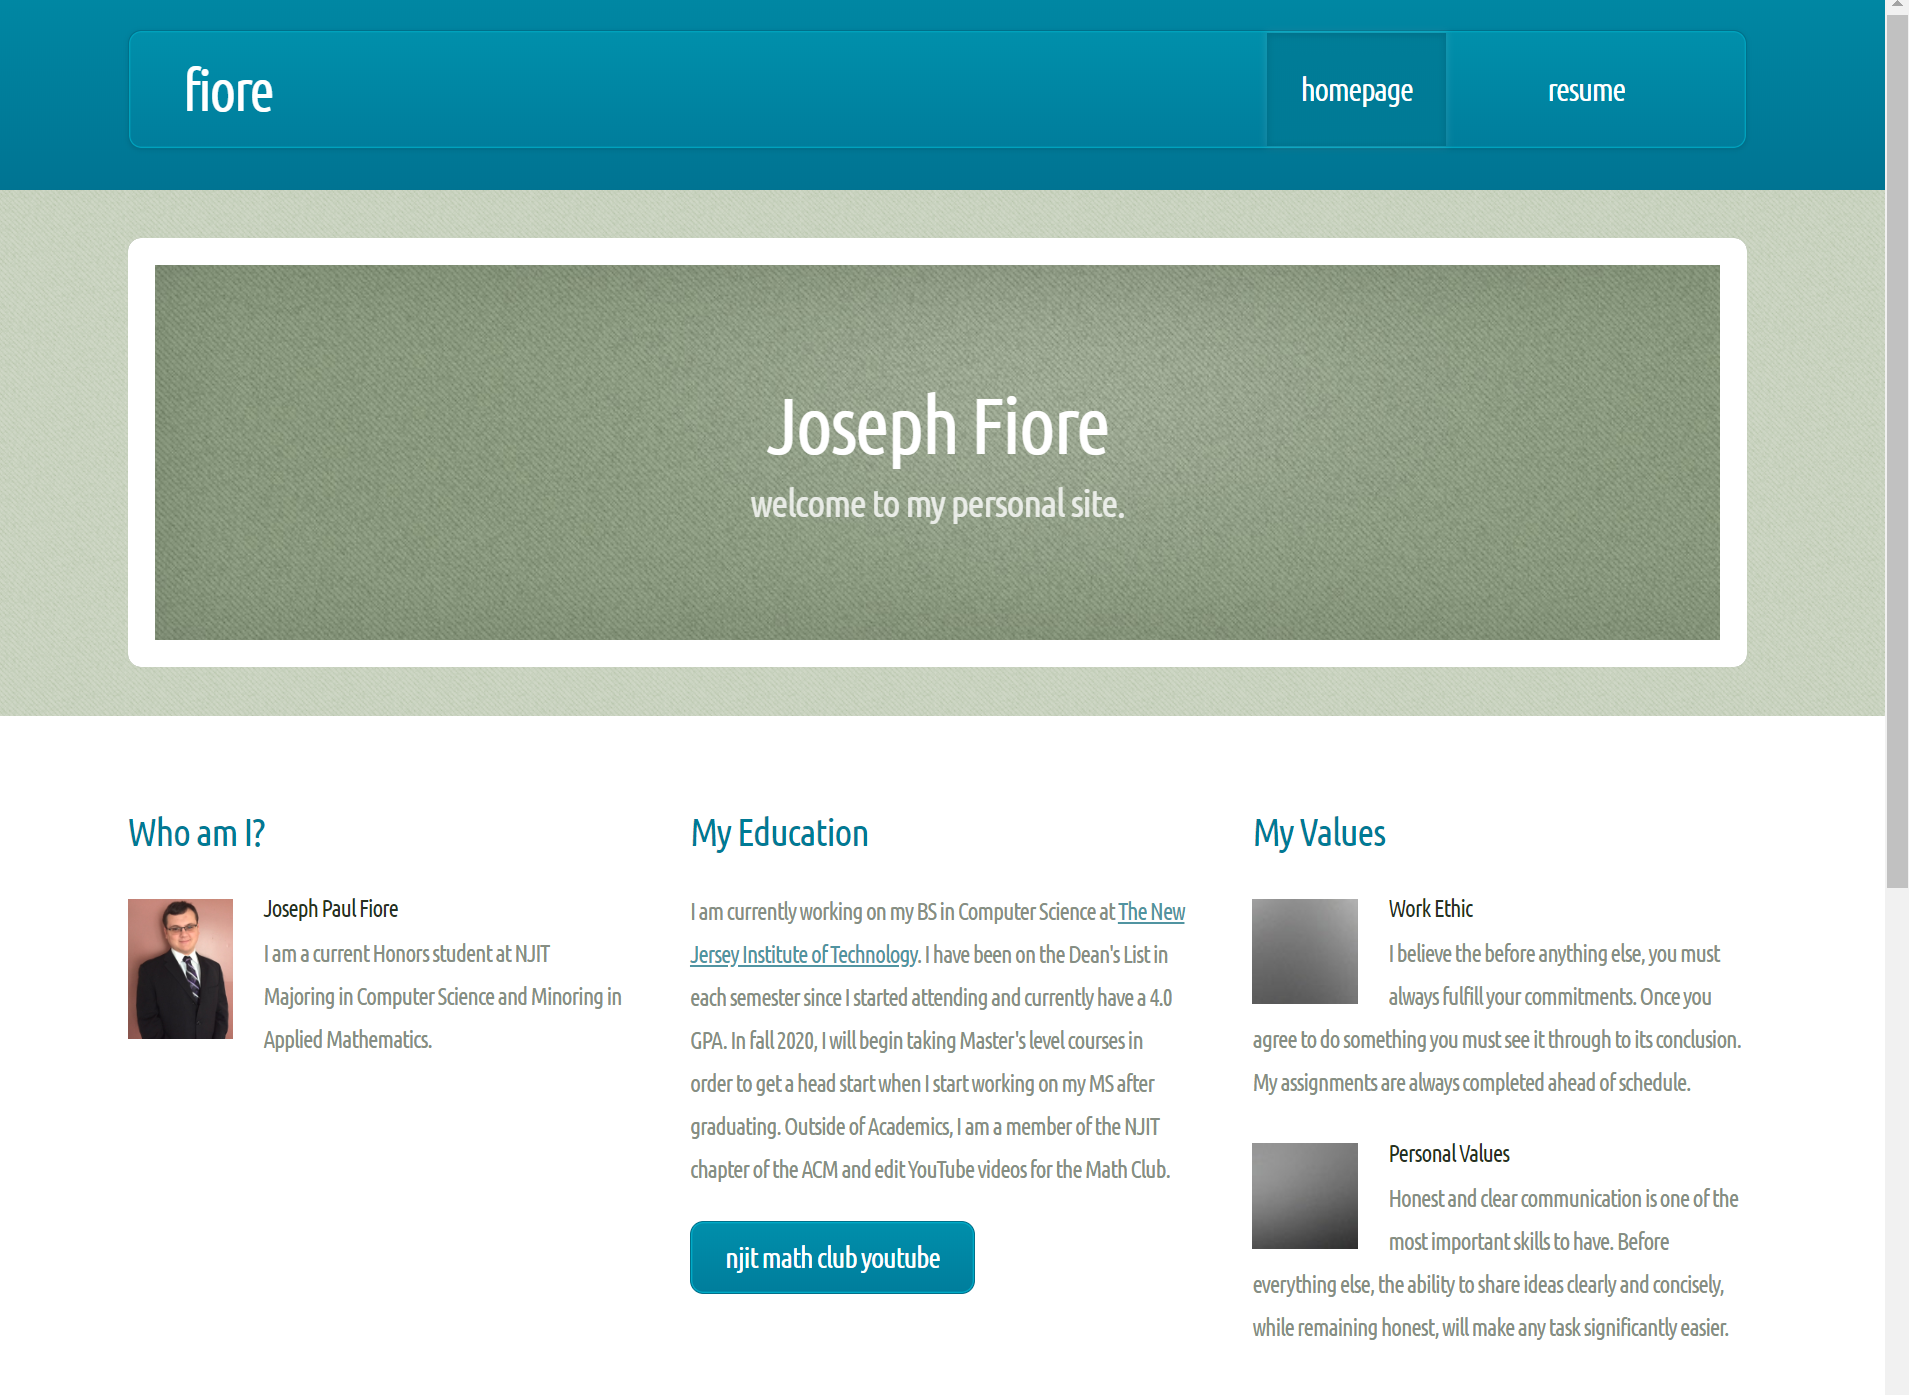 fiore
homepage
resume
Joseph Fiore
welcome to my personal site.
Who am I?
Joseph Paul Fiore
I am a current Honors student at NJIT
Majoring in Computer Science and Minoring in
Applied Mathematics.
My Education
I am currently working on my BS in Computer Science at The New
Jersey Institute of Technology. I have been on the Dean's List in
each semester since I started attending and currently have a 4.0
GPA. In fall 2020, I will begin taking Master's level courses in
order to get a head start when I start working on my MS after
graduating. Outside of Academics, I am a member of the NJIT
chapter of the ACM and edit YouTube videos for the Math Club.
njit math club youtube
My Values
Work Ethic
I believe the before anything else, you must
always fulfill your commitments. Once you
agree to do something you must see it through to its conclusion.
My assignments are always completed ahead of schedule.
Personal Values
Honest and clear communication is one of the
most important skills to have. Before
everything else, the ability to share ideas clearly and concisely,
while remaining honest, will make any task significantly easier.